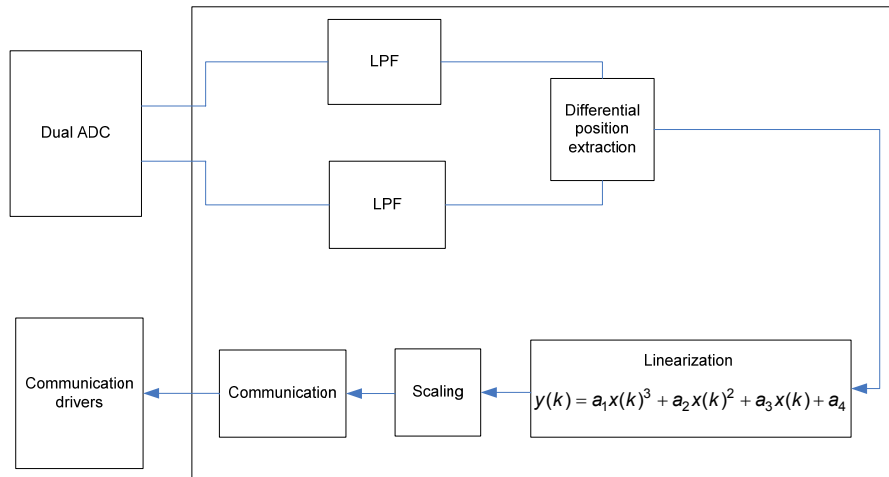 LPF
Dual ADC
Differential
position
extraction
LPF
Linearization
y(k) = a₁x(k)³ + a₂x(k)² + a₃x(k) + a₄
Scaling
Communication
Communication
drivers